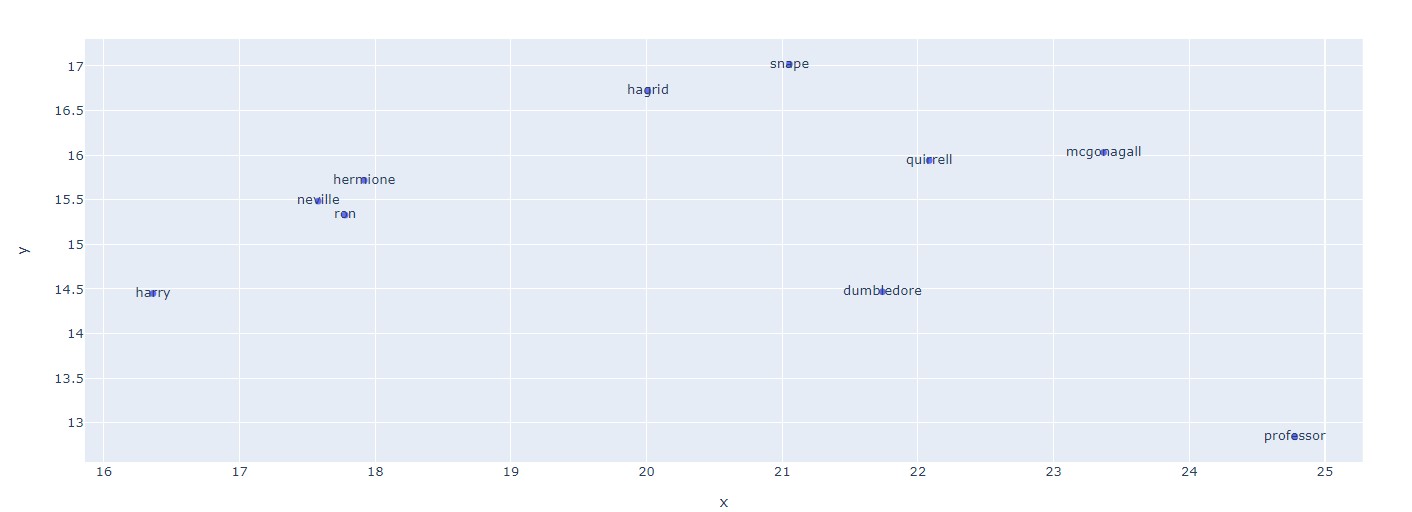 17
snape
hagrid
16.5
16
mcgonagall
quirrell
hermione
15.5
neville
ron
y
15
14.5
dumbledore
harry
14
13.5
13
professor
16 17 18 19 20 21 22 23 24 25
x